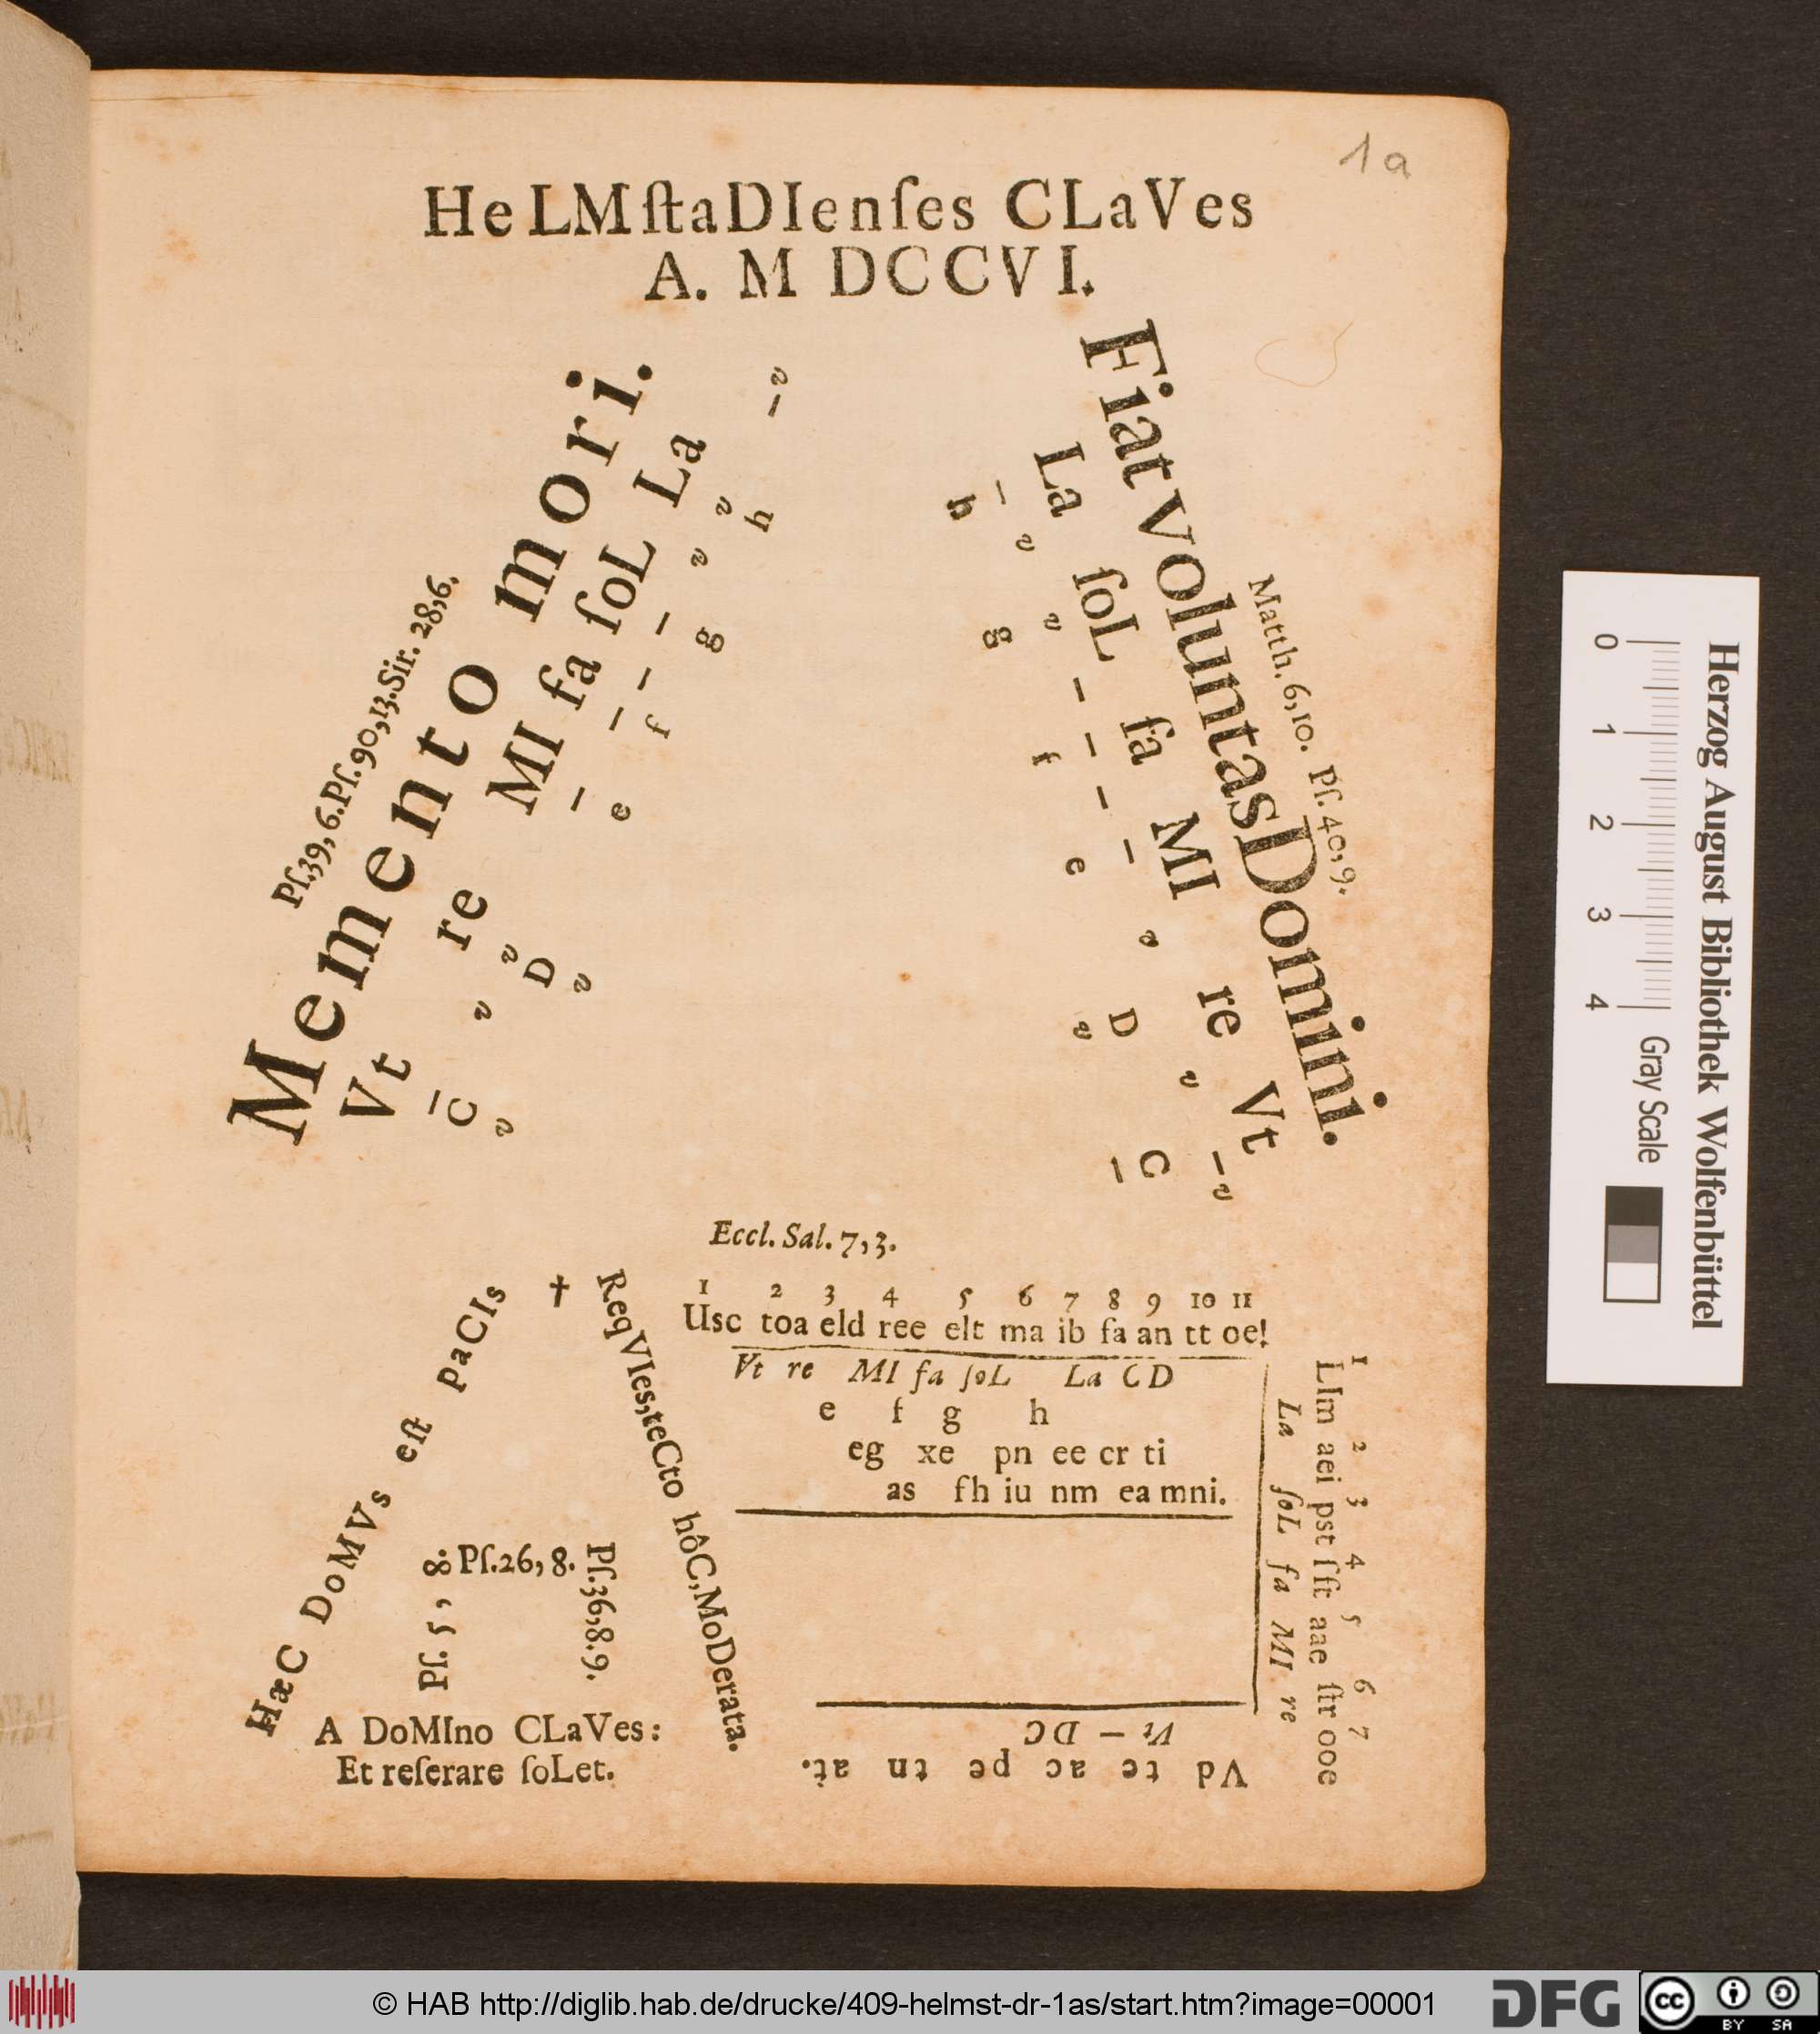 1a
HeLMſtaDIenſes CLaVes
A. M DCCVI.
Pſ.39,6.Pſ.90,13.Sir. 28,6.
Memento mori.
Vt re MI fa ſoL La
C D e f g h
Fiat voluntas Domini.
Matth. 6,10. Pſ. 40,9.
La ſoL fa MI re Vt
h g f e D C
Eccl. Sal. 7,3.
HæC DoMVs eſt PaCIs
†
ReqVIes,teCto hôC,MoDerata.
Pſ. 5, 8.
Pſ.26, 8.
Pſ.36,8.9.
A DoMIno CLaVes:
Et reſerare ſoLet.
1 2 3 4 5 6 7 8 9 10 11
Usc toa eld ree elt ma ib fa an tt oe!
Vt re MI fa ſoL La C D
e f g h
eg xe pn ee cr ti
as fh iu nm ea mni.
1 2 3 4 5 6 7
LIm aei pst ſſt aae ſtr ooe
La ſoL fa MI re
Vt – DC
Vd te ac pe tn at.
Herzog August Bibliothek Wolfenbüttel
0 1 2 3 4 Gray Scale
© HAB http://diglib.hab.de/drucke/409-helmst-dr-1as/start.htm?image=00001
DFG
cc BY SA